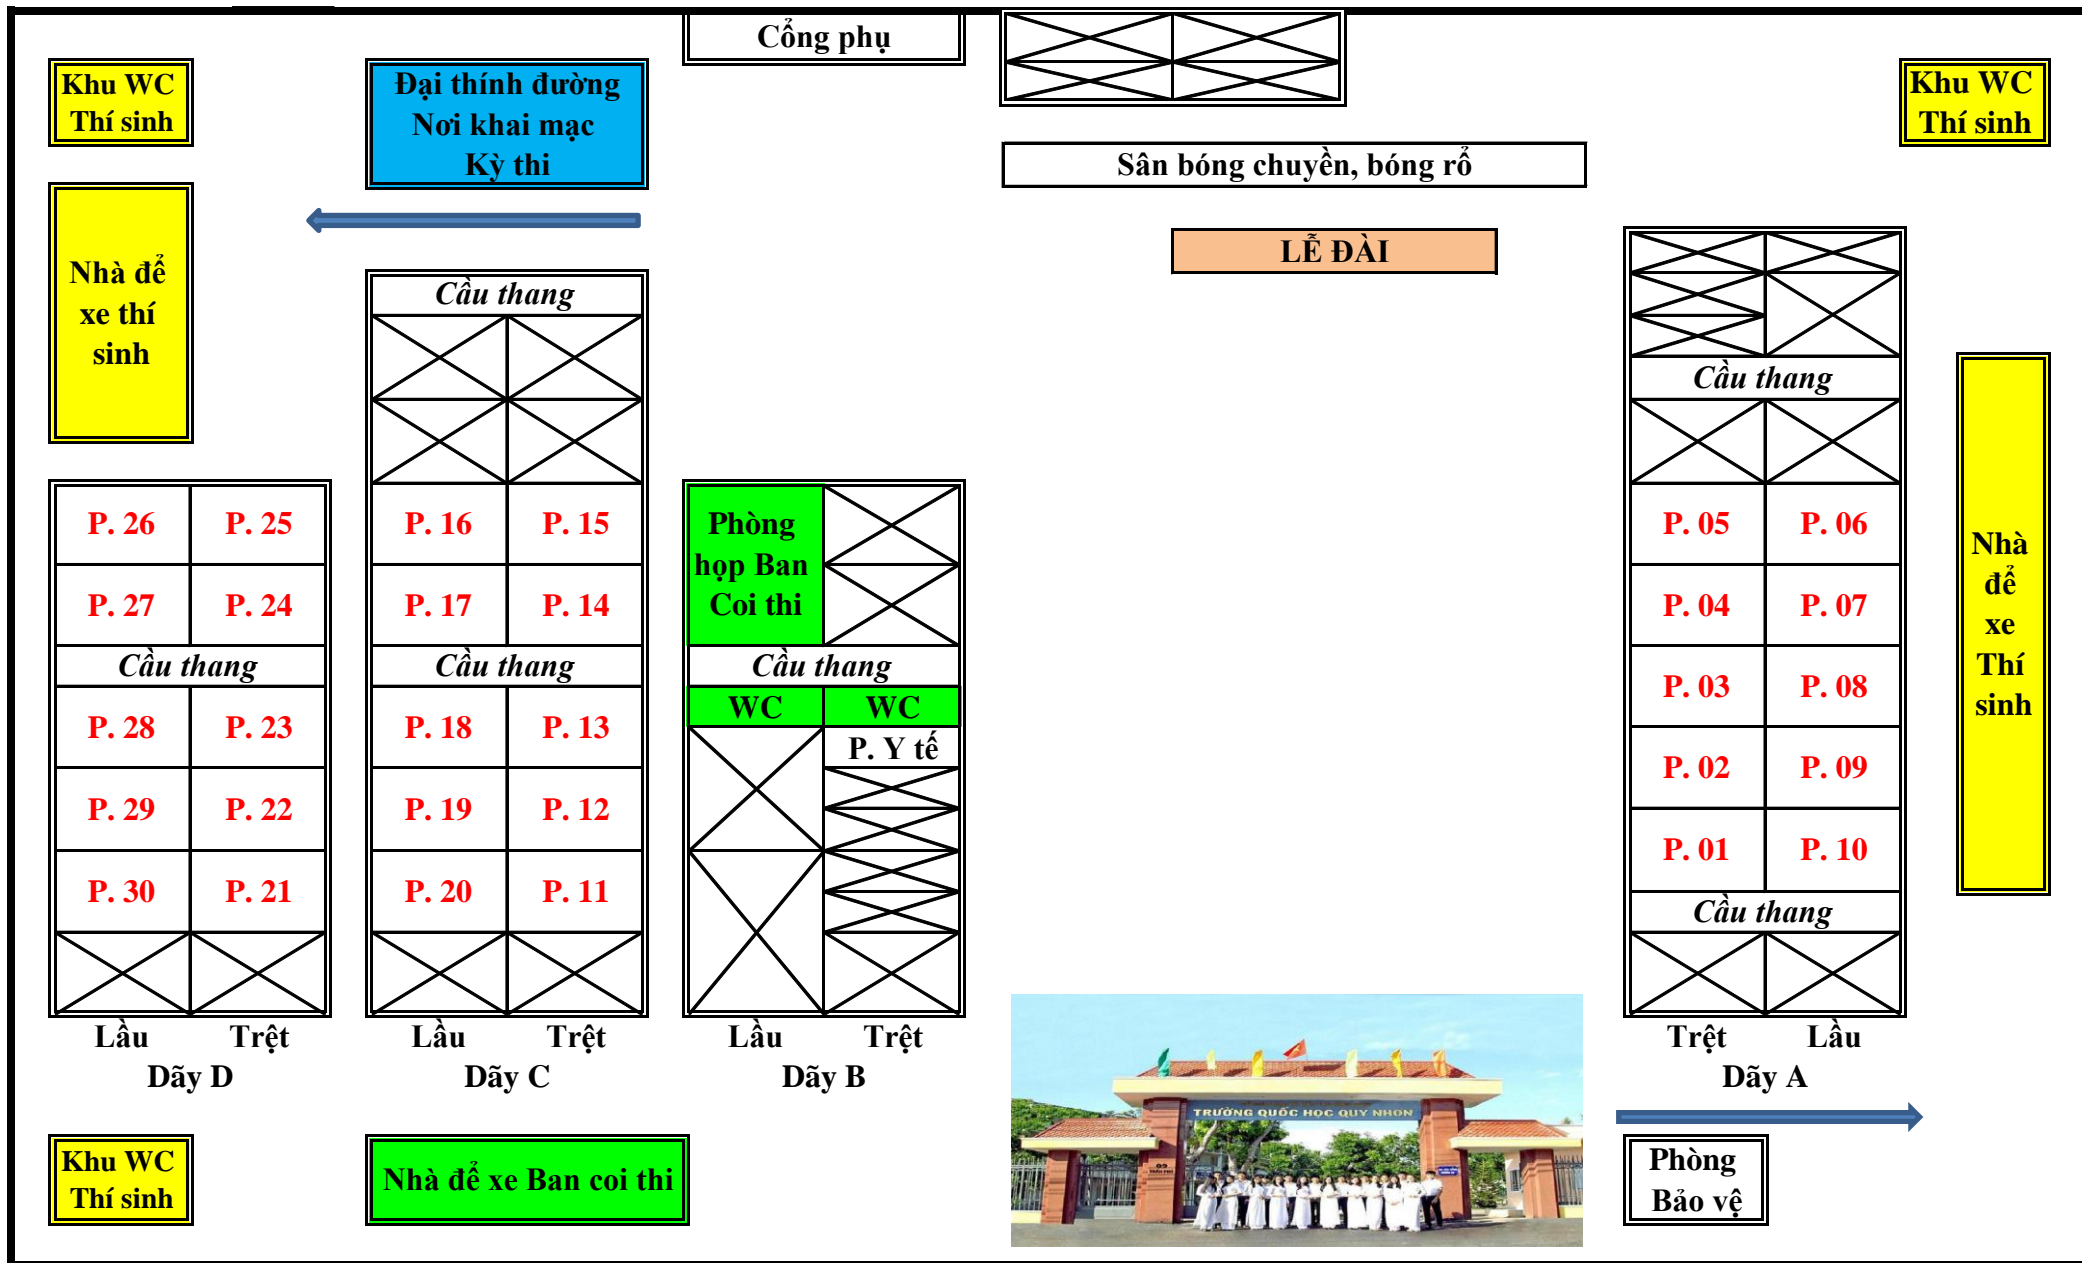 Cổng phụ
Khu WC
Thí sinh
Đại thính đường
Nơi khai mạc
Kỳ thi
Khu WC
Thí sinh
Sân bóng chuyền, bóng rổ
LỄ ĐÀI
Nhà để
xe thí
sinh
Cầu thang
Cầu thang
P. 26 P. 25
P. 27 P. 24
Cầu thang
P. 28 P. 23
P. 29 P. 22
P. 30 P. 21
Lầu Trệt
Dãy D
P. 16 P. 15
P. 17 P. 14
Cầu thang
P. 18 P. 13
P. 19 P. 12
P. 20 P. 11
Lầu Trệt
Dãy C
Phòng
họp Ban
Coi thi
Cầu thang
WC WC
P. Y tế
Lầu Trệt
Dãy B
P. 05 P. 06
P. 04 P. 07
P. 03 P. 08
P. 02 P. 09
P. 01 P. 10
Cầu thang
Trệt Lầu
Dãy A
Nhà
để
xe
Thí
sinh
Khu WC
Thí sinh
Nhà để xe Ban coi thi
TRƯỜNG QUỐC HỌC QUY NHƠN
Phòng
Bảo vệ